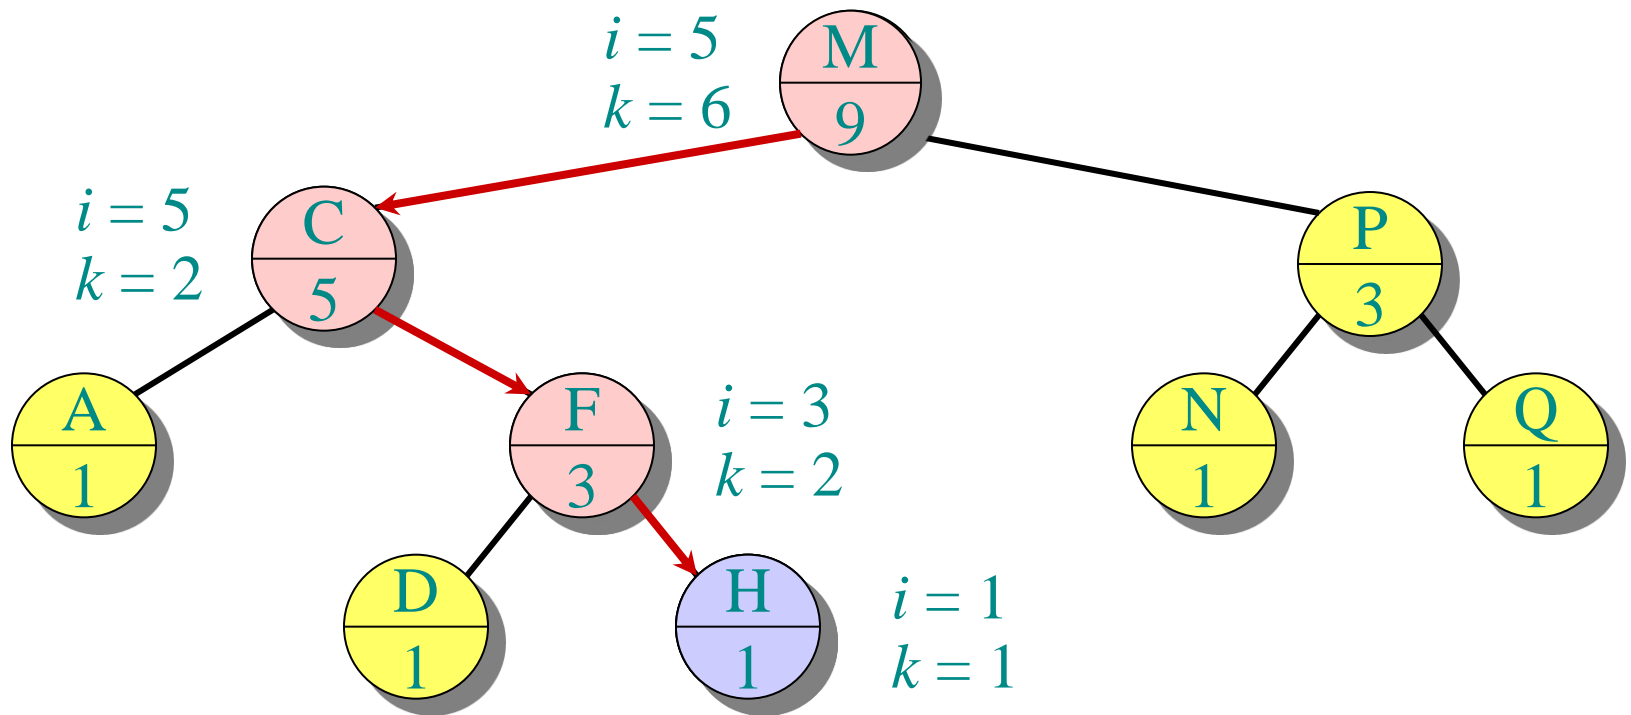 i = 5
k = 6
M
9
i = 5
k = 2
C
5
P
3
A
1
F
3
i = 3
k = 2
N
1
Q
1
D
1
H
1
i = 1
k = 1